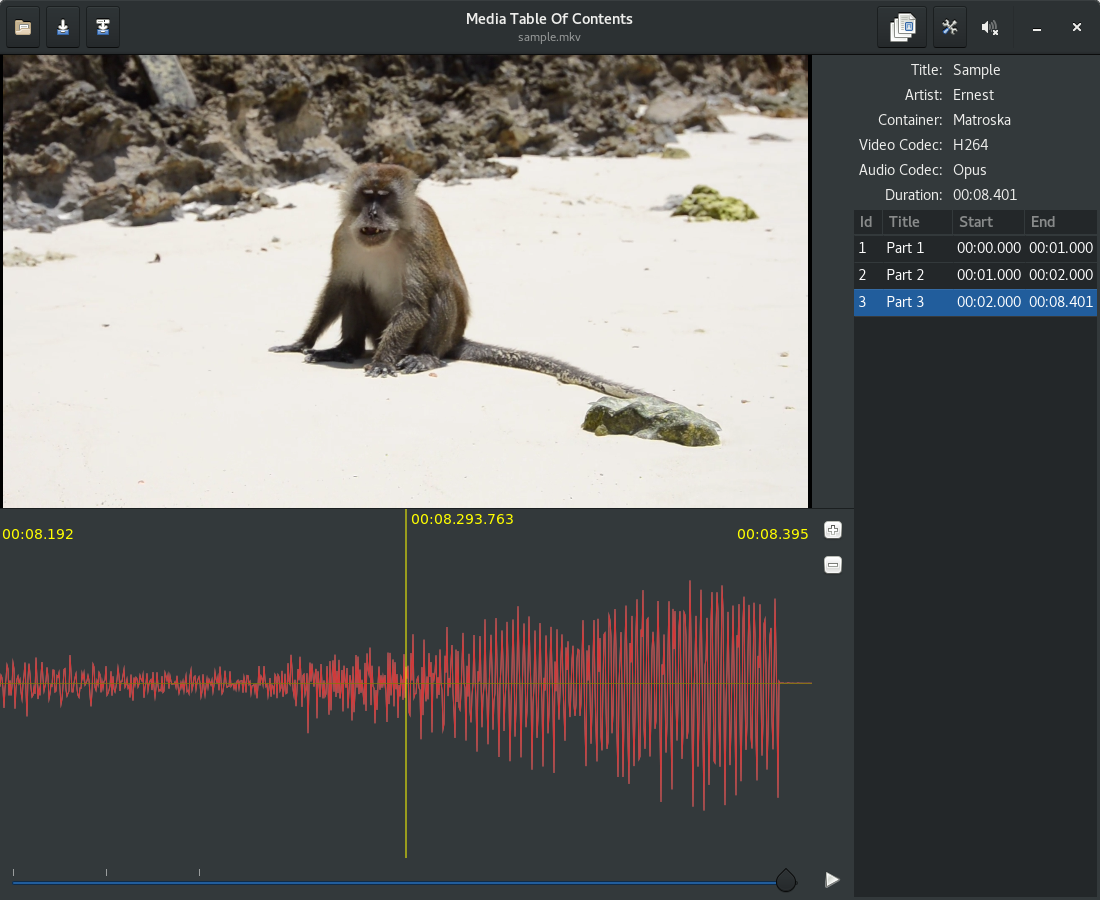 Media Table Of Contents
sample.mkv
Title: Sample
Artist: Ernest
Container: Matroska
Video Codec: H264
Audio Codec: Opus
Duration: 00:08.401
Id Title Start End
1 Part 1 00:00.000 00:01.000
2 Part 2 00:01.000 00:02.000
3 Part 3 00:02.000 00:08.401
00:08.293.763
00:08.192 00:08.395